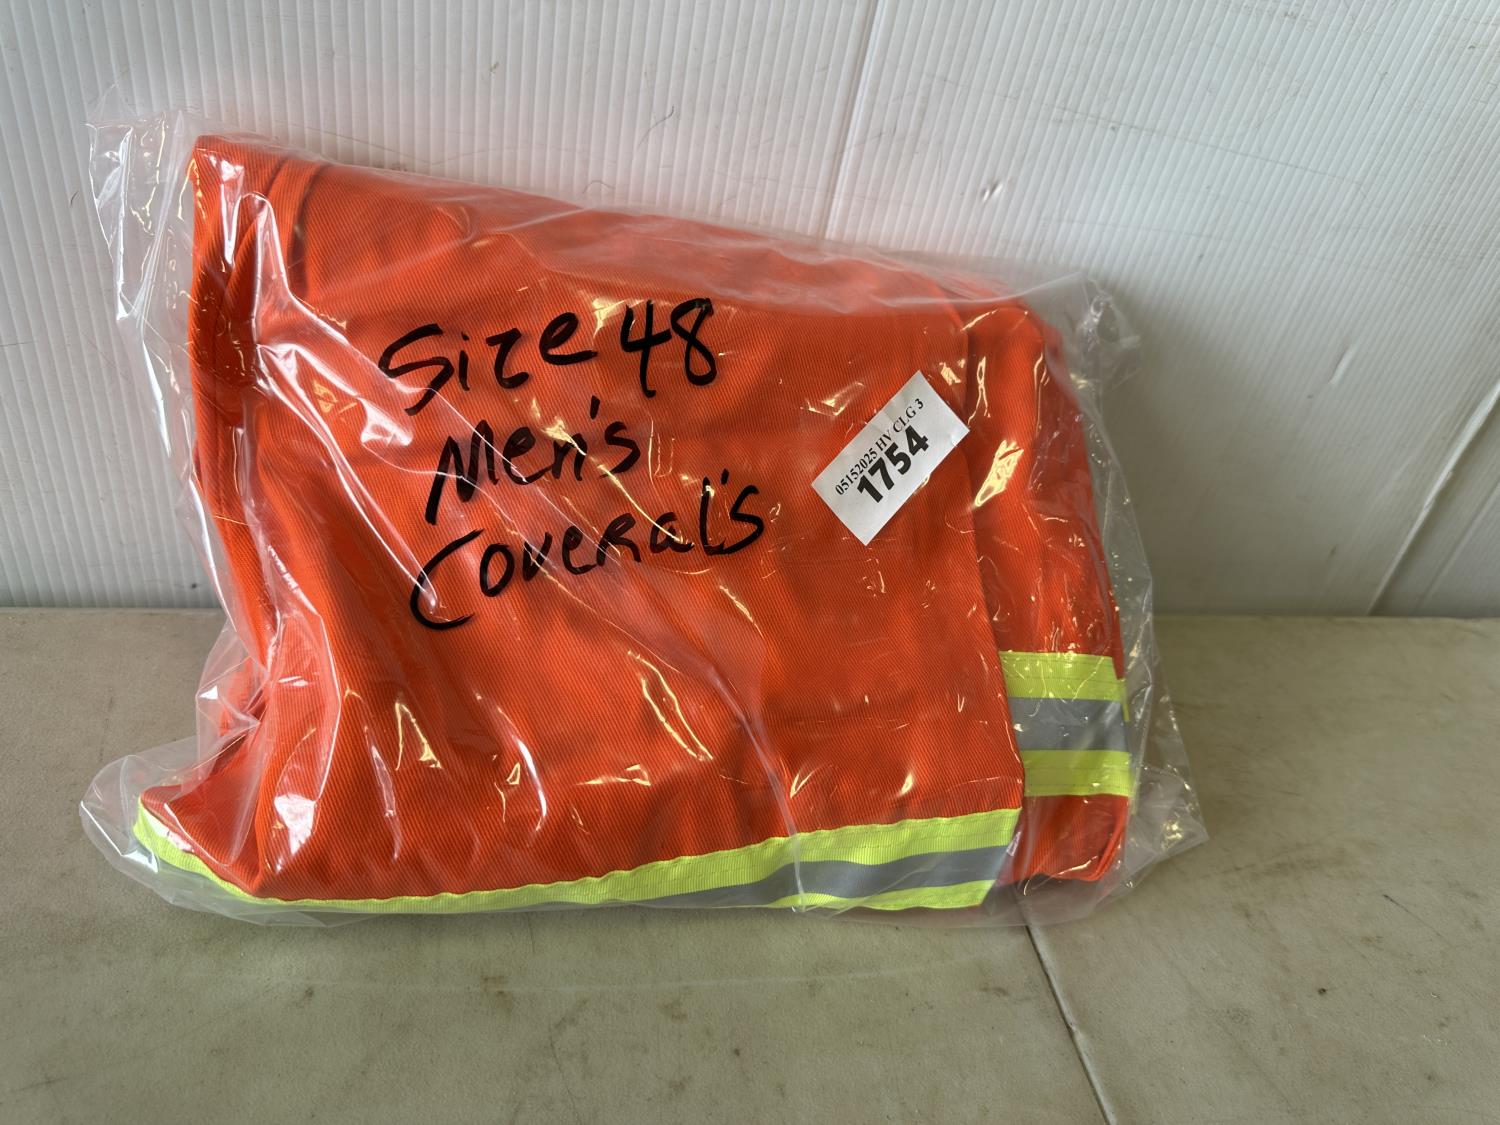 Size 48
Men's
Coveral's
05152025 HV CLG 3
1754